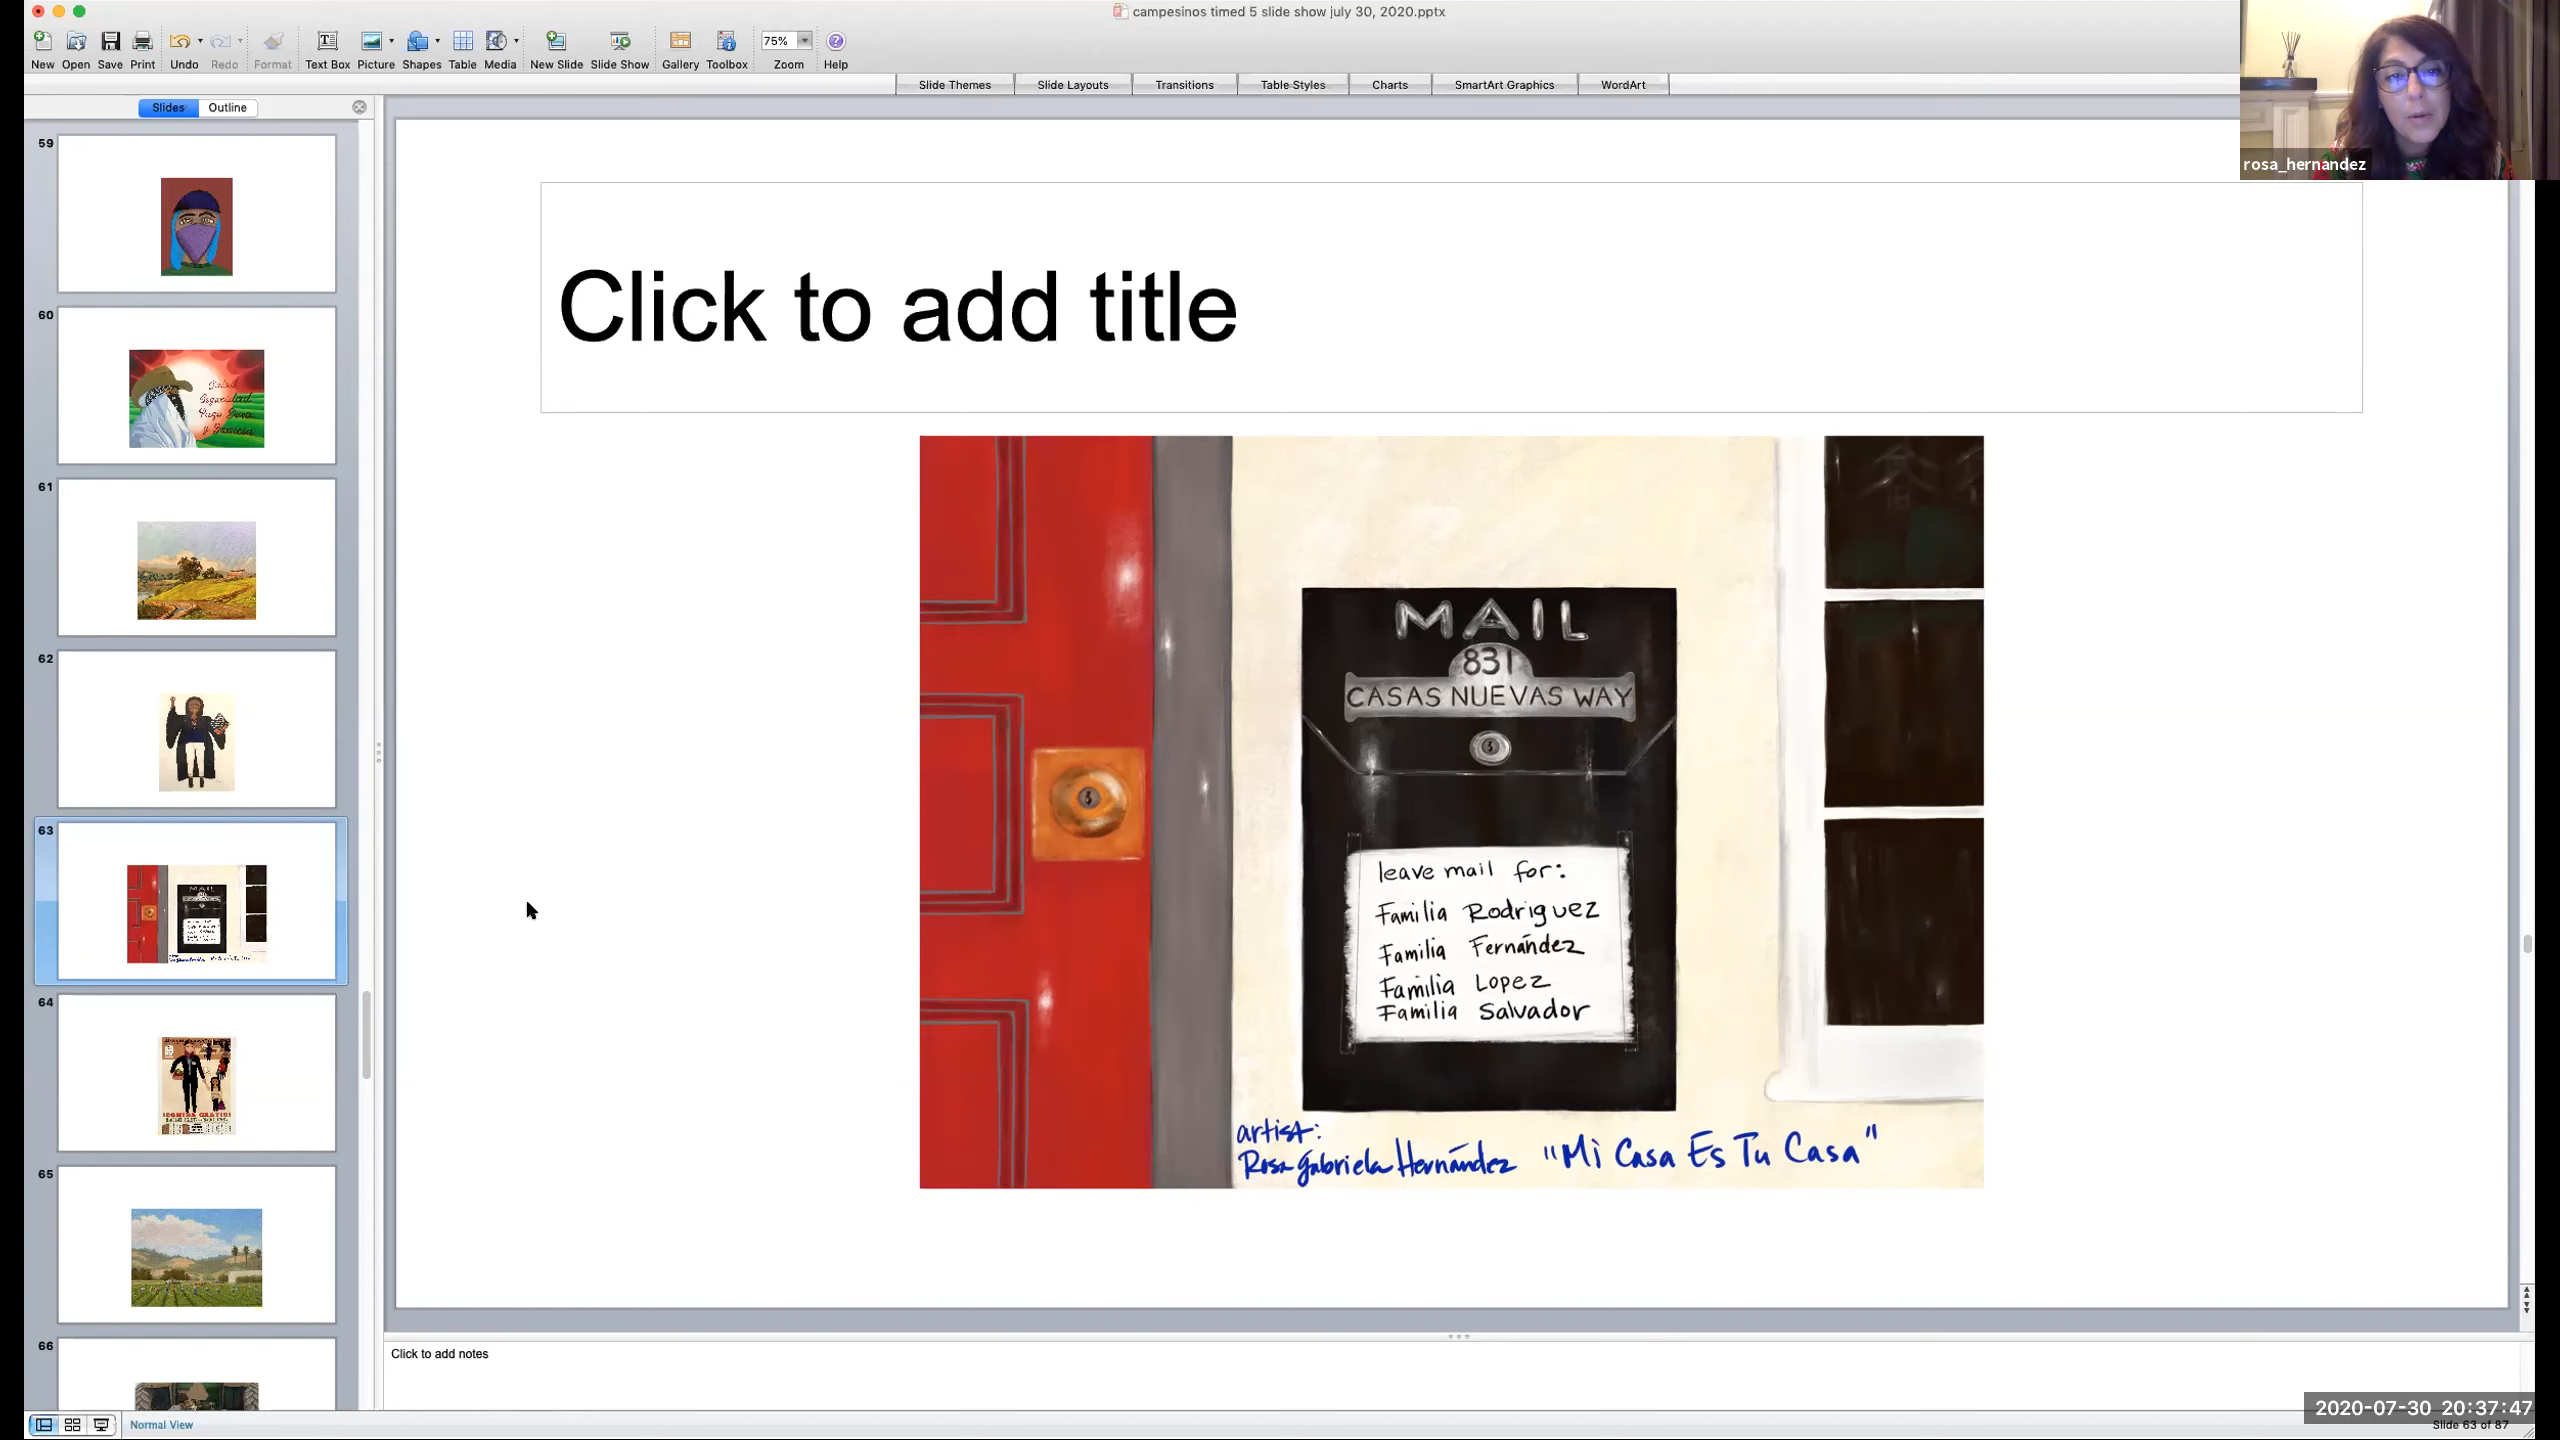 campesinos timed 5 slide show july 30, 2020.pptx
New Open Save Print Undo Redo Format Text Box Picture Shapes Table Media New Slide Slide Show Gallery Toolbox 75% Zoom Help
Slide Themes Slide Layouts Transitions Table Styles Charts SmartArt Graphics WordArt
rosa_hernandez
Slides Outline
59
60
61
62
63
64
65
66
Click to add title
MAIL
831
CASAS NUEVAS WAY
leave mail for:
Familia Rodriguez
Familia Fernández
Familia Lopez
Familia Salvador
artist:
Rosa Gabriela Hernández "Mi Casa Es Tu Casa"
Click to add notes
Normal View
2020-07-30 20:37:47
Slide 63 of 87